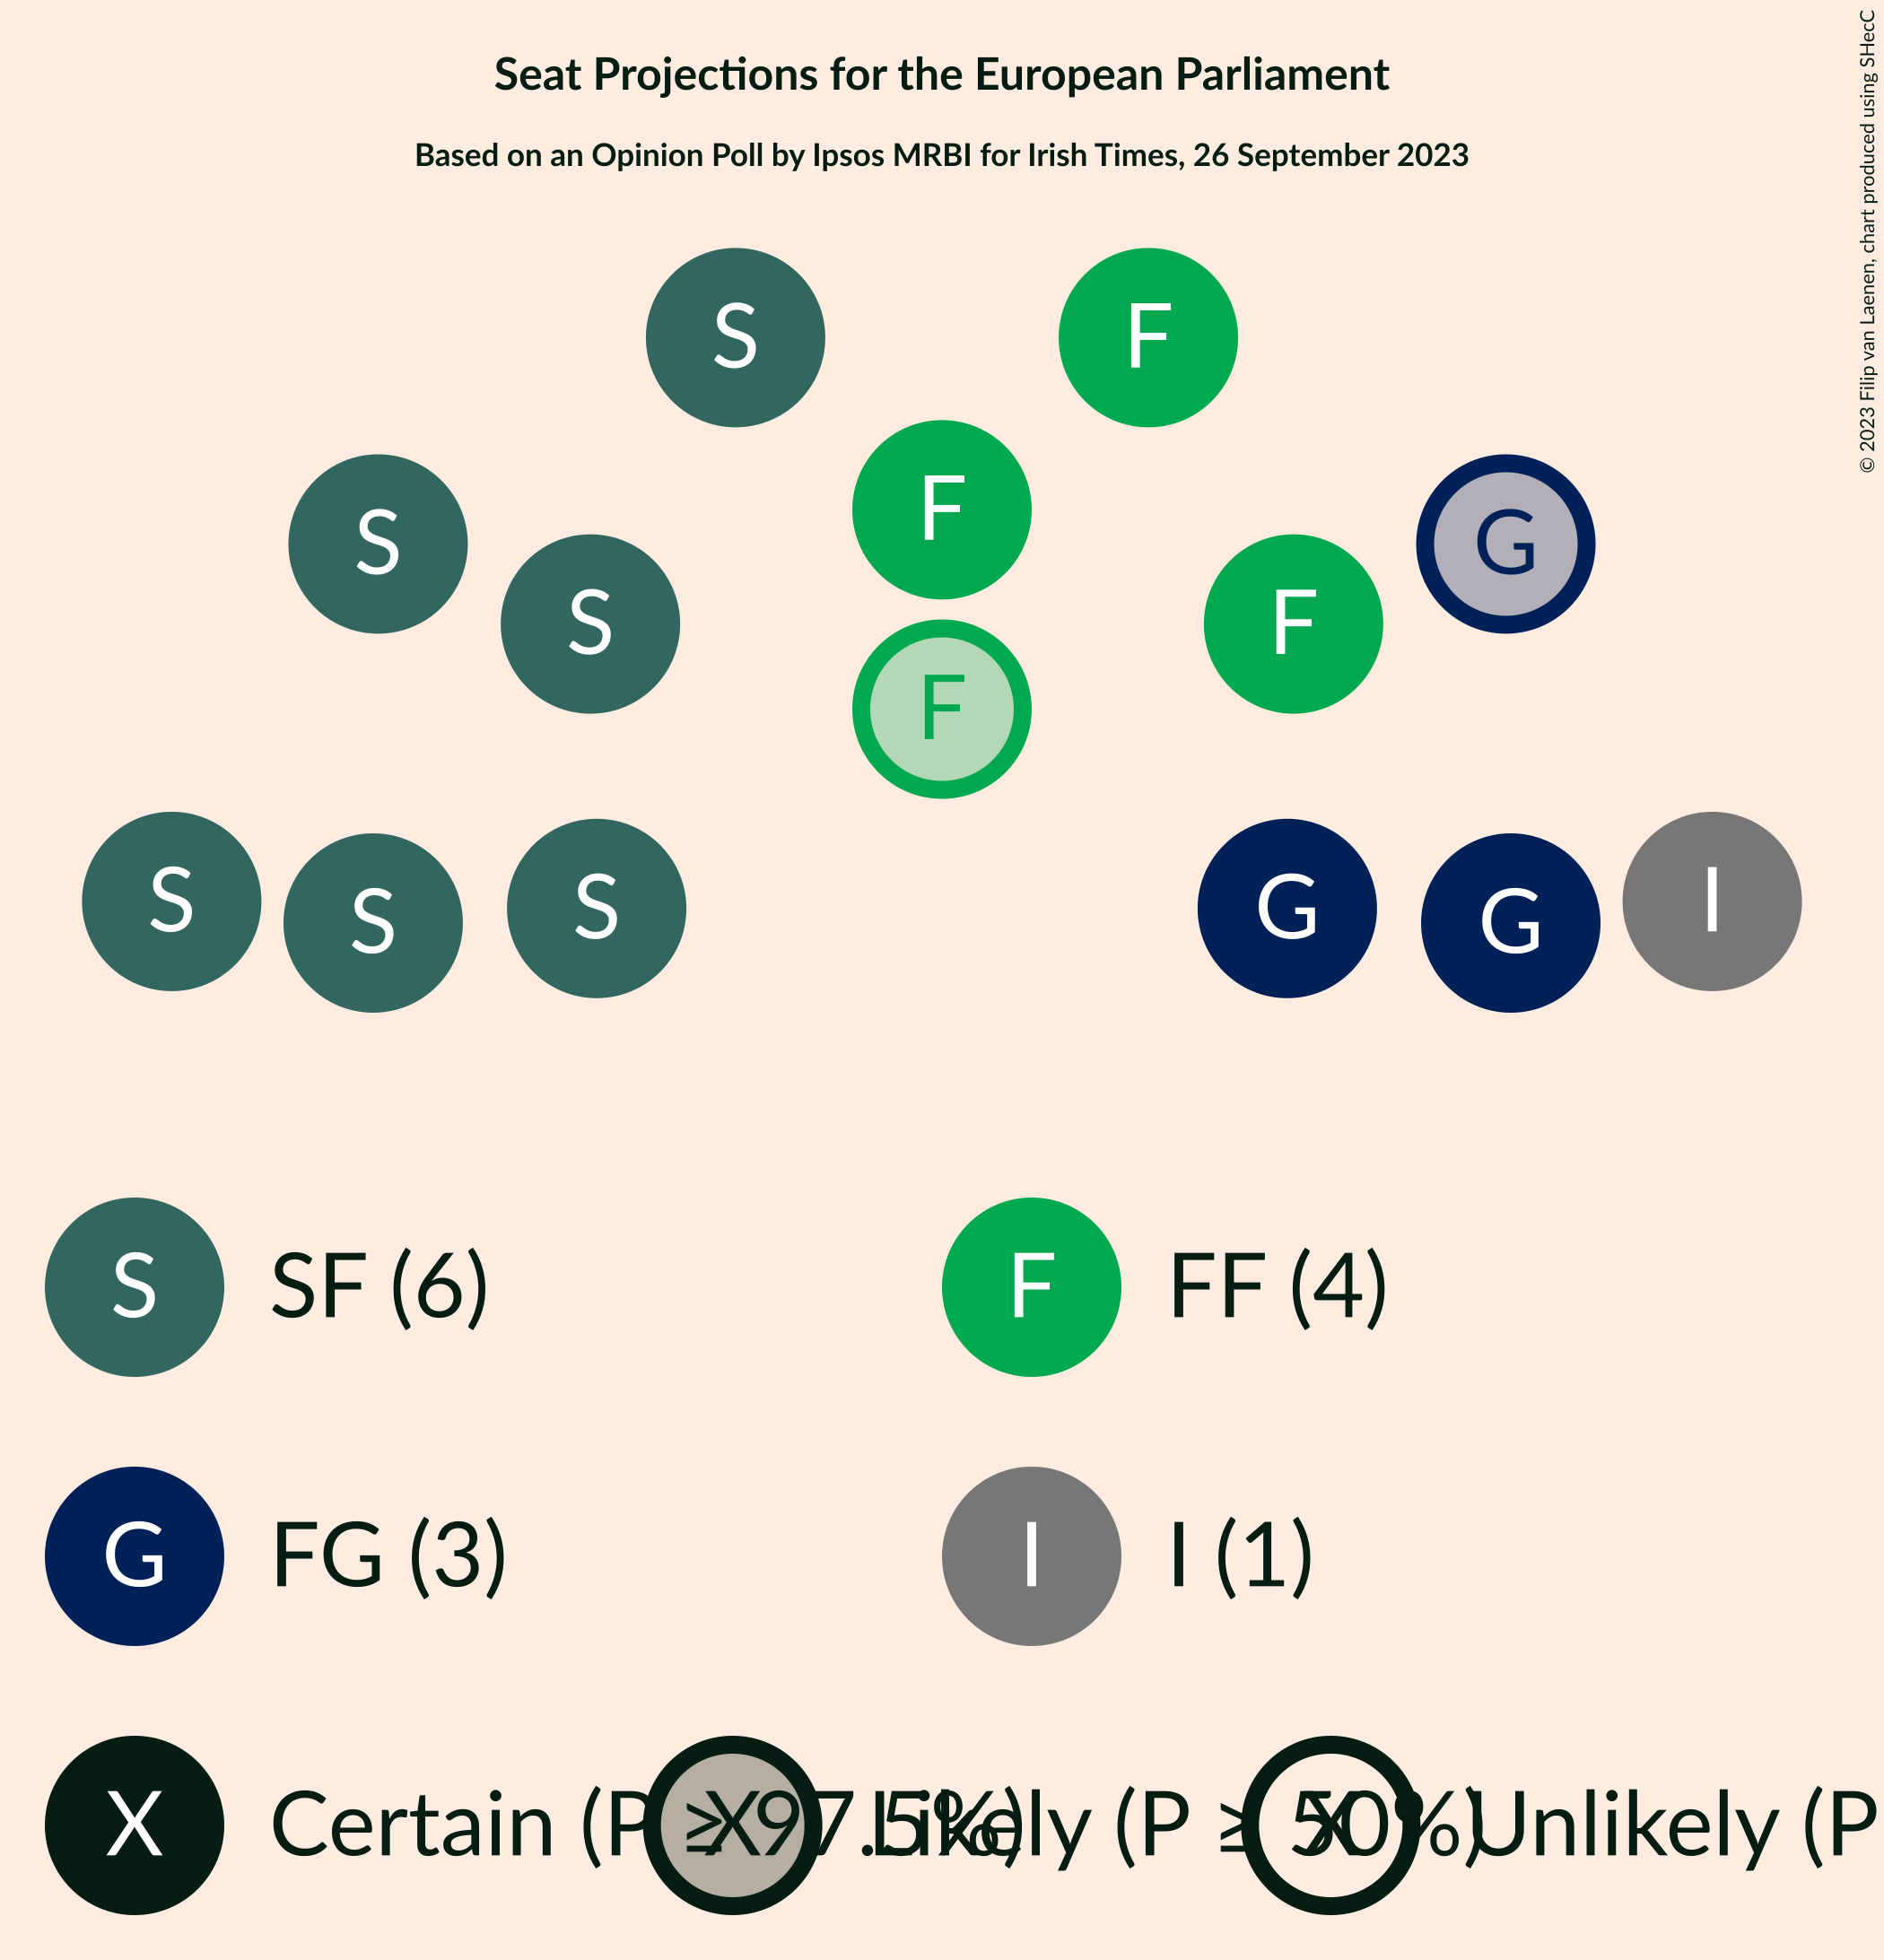 Seat Projections for the European Parliament
Based on an Opinion Poll by Ipsos MRBI for Irish Times, 26 September 2023
© 2023 Filip van Laenen, chart produced using SHecC
S F
F
S G
S F
F
S S S G G I
S SF (6) F FF (4)
G FG (3) I I (1)
X Certain (P ≥ 97.5%) X Likely (P ≥ 50%) X Unlikely (P